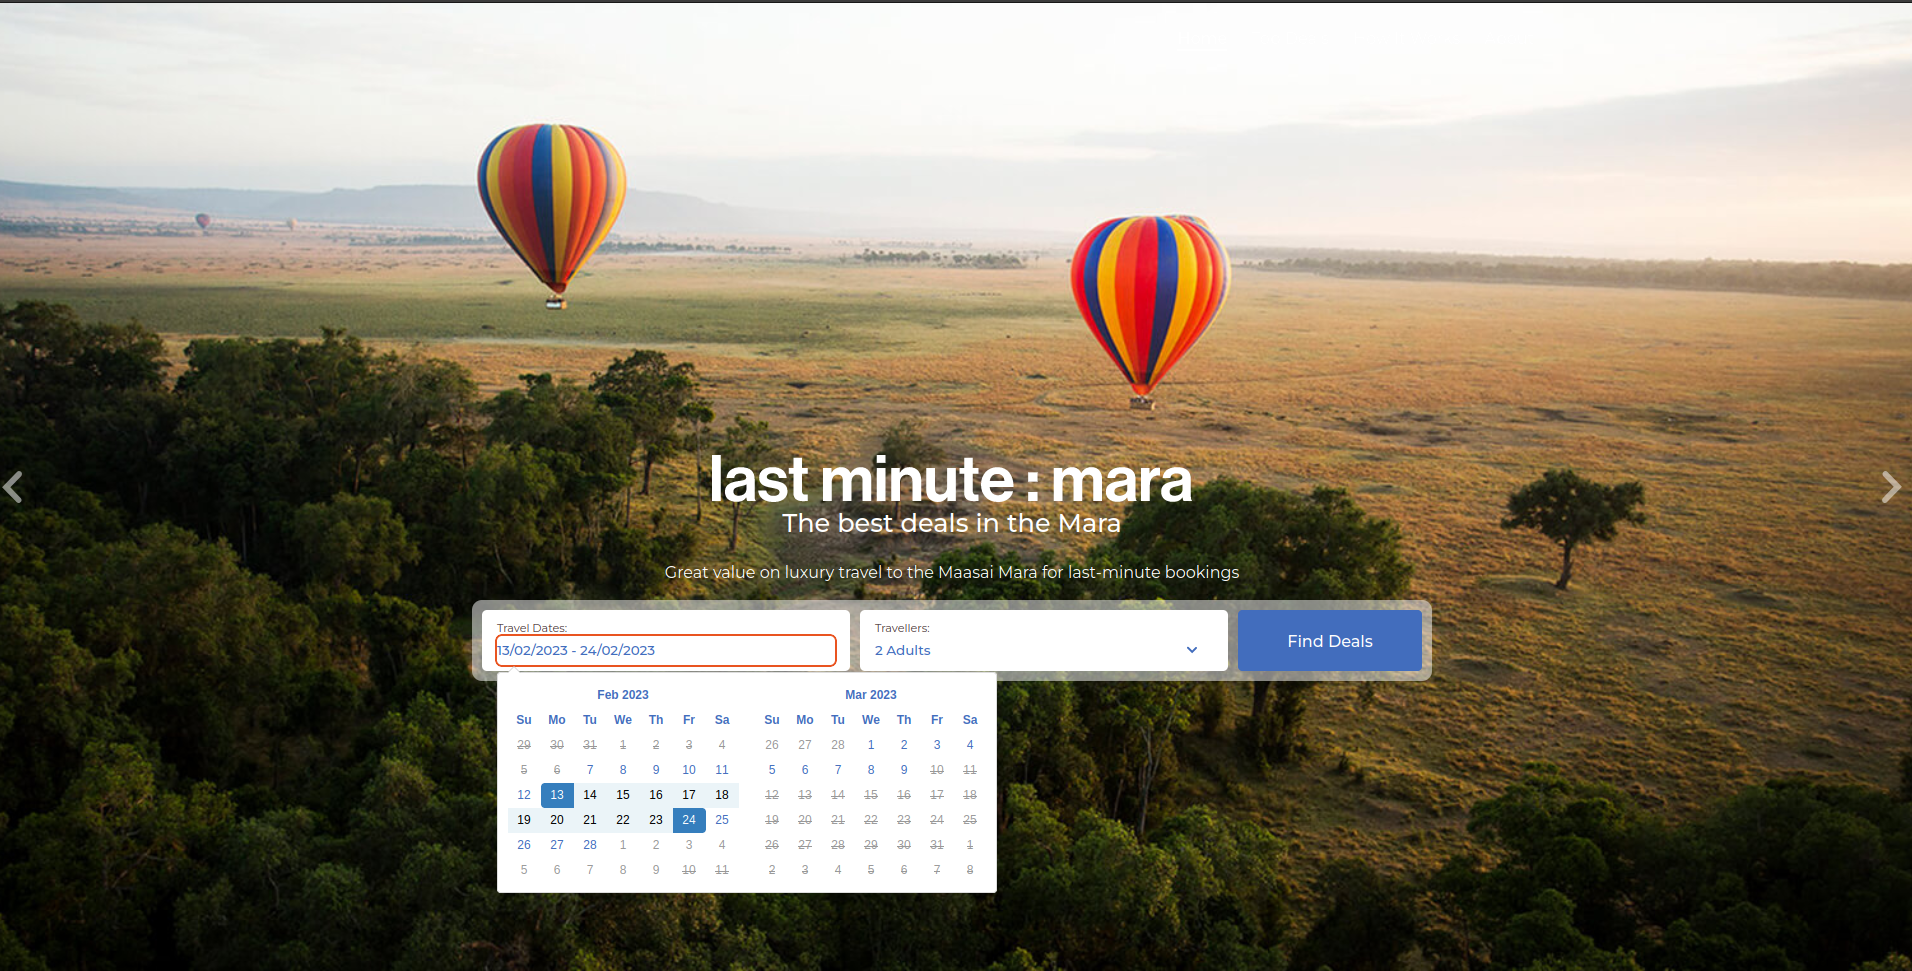 last minute : mara
The best deals in the Mara
Great value on luxury travel to the Maasai Mara for last-minute bookings
Travel Dates:
13/02/2023 - 24/02/2023
Travellers:
2 Adults
Find Deals
Feb 2023
Su Mo Tu We Th Fr Sa
29 30 31 1 2 3 4
5 6 7 8 9 10 11
12 13 14 15 16 17 18
19 20 21 22 23 24 25
26 27 28 1 2 3 4
5 6 7 8 9 10 11
Mar 2023
Su Mo Tu We Th Fr Sa
26 27 28 1 2 3 4
5 6 7 8 9 10 11
12 13 14 15 16 17 18
19 20 21 22 23 24 25
26 27 28 29 30 31 1
2 3 4 5 6 7 8